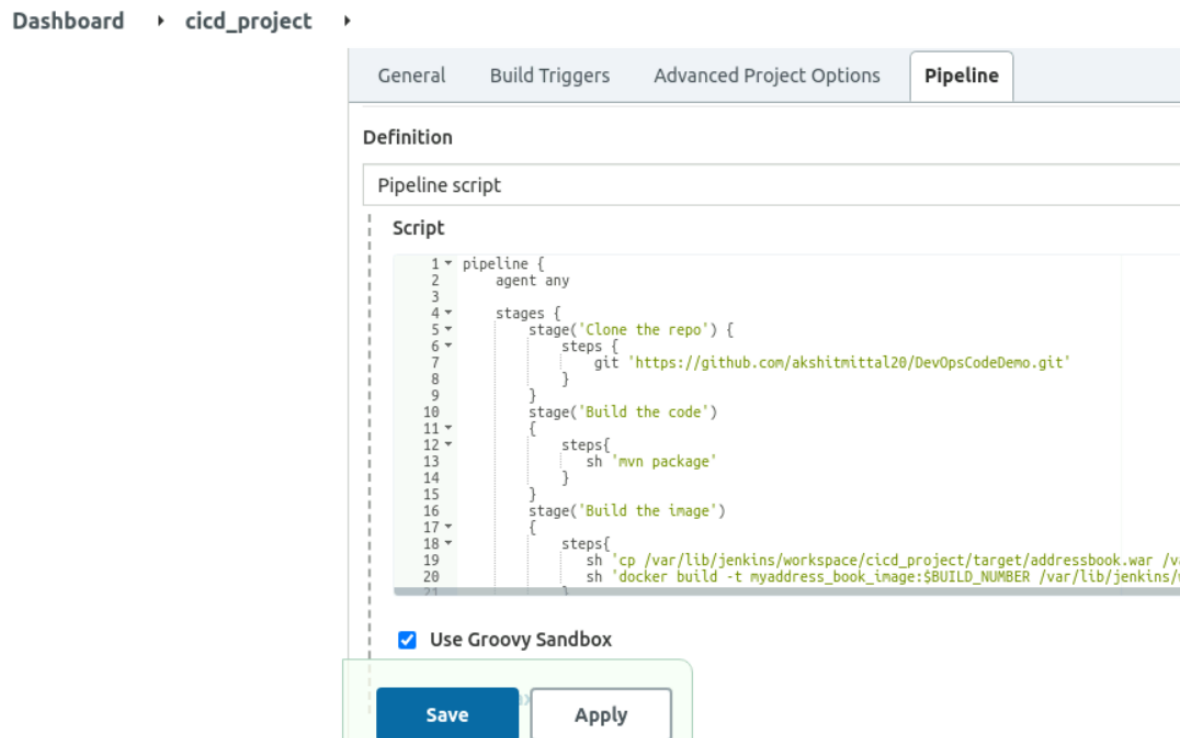 Dashboard cicd_project
General Build Triggers Advanced Project Options Pipeline
Definition
Pipeline script
Script
1 pipeline {
2 agent any
3
4 stages {
5 stage('Clone the repo') {
6 steps {
7 git 'https://github.com/akshitmittal20/DevOpsCodeDemo.git'
8 }
9 }
10 stage('Build the code')
11 {
12 steps{
13 sh 'mvn package'
14 }
15 }
16 stage('Build the image')
17 {
18 steps{
19 sh 'cp /var/lib/jenkins/workspace/cicd_project/target/addressbook.war
20 sh 'docker build -t myaddress_book_image:$BUILD_NUMBER /var/lib/jenkins/
21 }
Use Groovy Sandbox
Save Apply